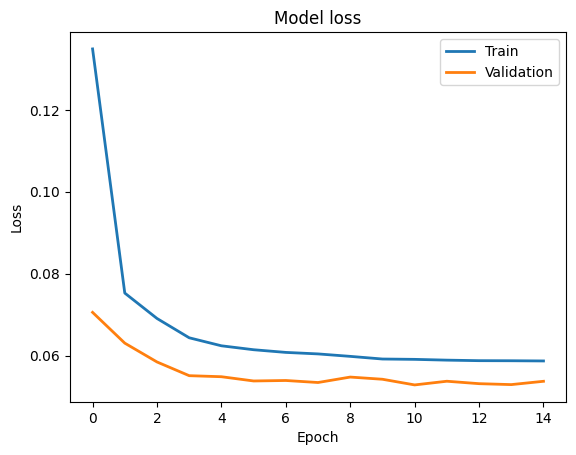 Model loss
Train
Validation
0.12
0.10
0.08
0.06
Loss
0 2 4 6 8 10 12 14
Epoch